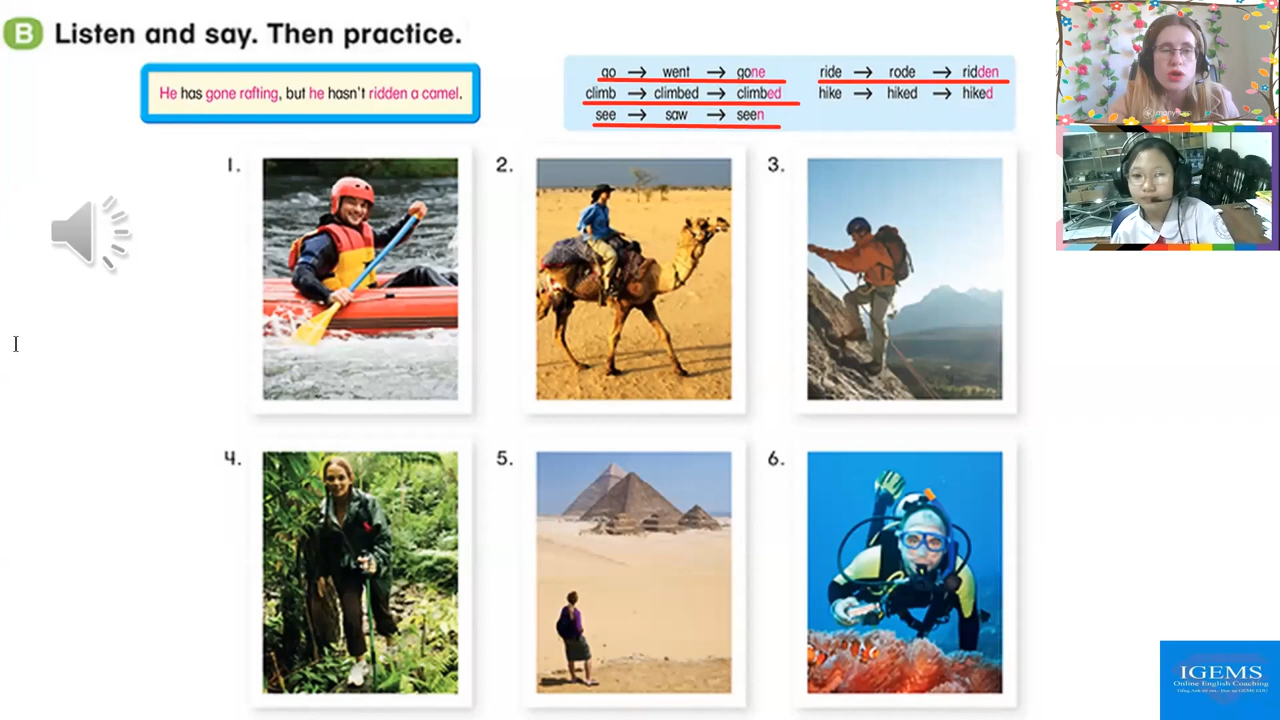 B Listen and say. Then practice.
He has gone rafting, but he hasn't ridden a camel.
go → went → gone
climb → climbed → climbed
see → saw → seen
ride → rode → ridden
hike → hiked → hiked
1.
2.
3.
4.
5.
6.
IGEMS
Online English Coaching